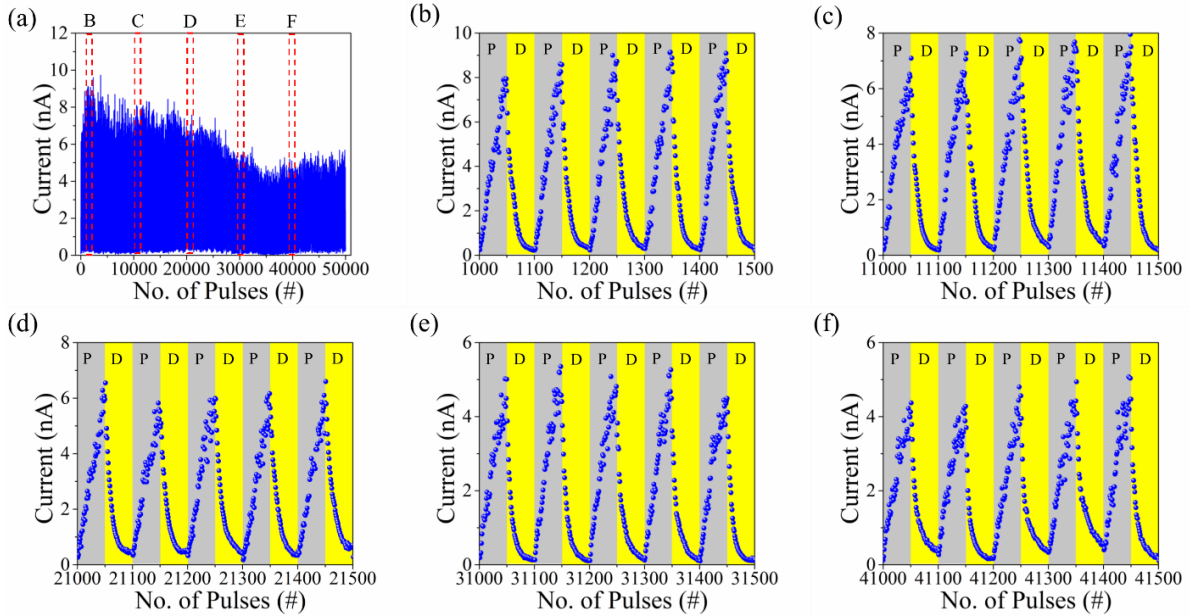 (a)
B C D E F
12
10
8
6
4
2
0
Current (nA)
0 10000 20000 30000 40000 50000
No. of Pulses (#)
(b)
P D P D P D P D P D
10
8
6
4
2
0
Current (nA)
1000 1100 1200 1300 1400 1500
No. of Pulses (#)
(c)
P D P D P D P D P D
8
6
4
2
0
Current (nA)
11000 11100 11200 11300 11400 11500
No. of Pulses (#)
(d)
P D P D P D P D P D
8
6
4
2
0
Current (nA)
21000 21100 21200 21300 21400 21500
No. of Pulses (#)
(e)
P D P D P D P D P D
6
4
2
0
Current (nA)
31000 31100 31200 31300 31400 31500
No. of Pulses (#)
(f)
P D P D P D P D P D
6
4
2
0
Current (nA)
41000 41100 41200 41300 41400 41500
No. of Pulses (#)